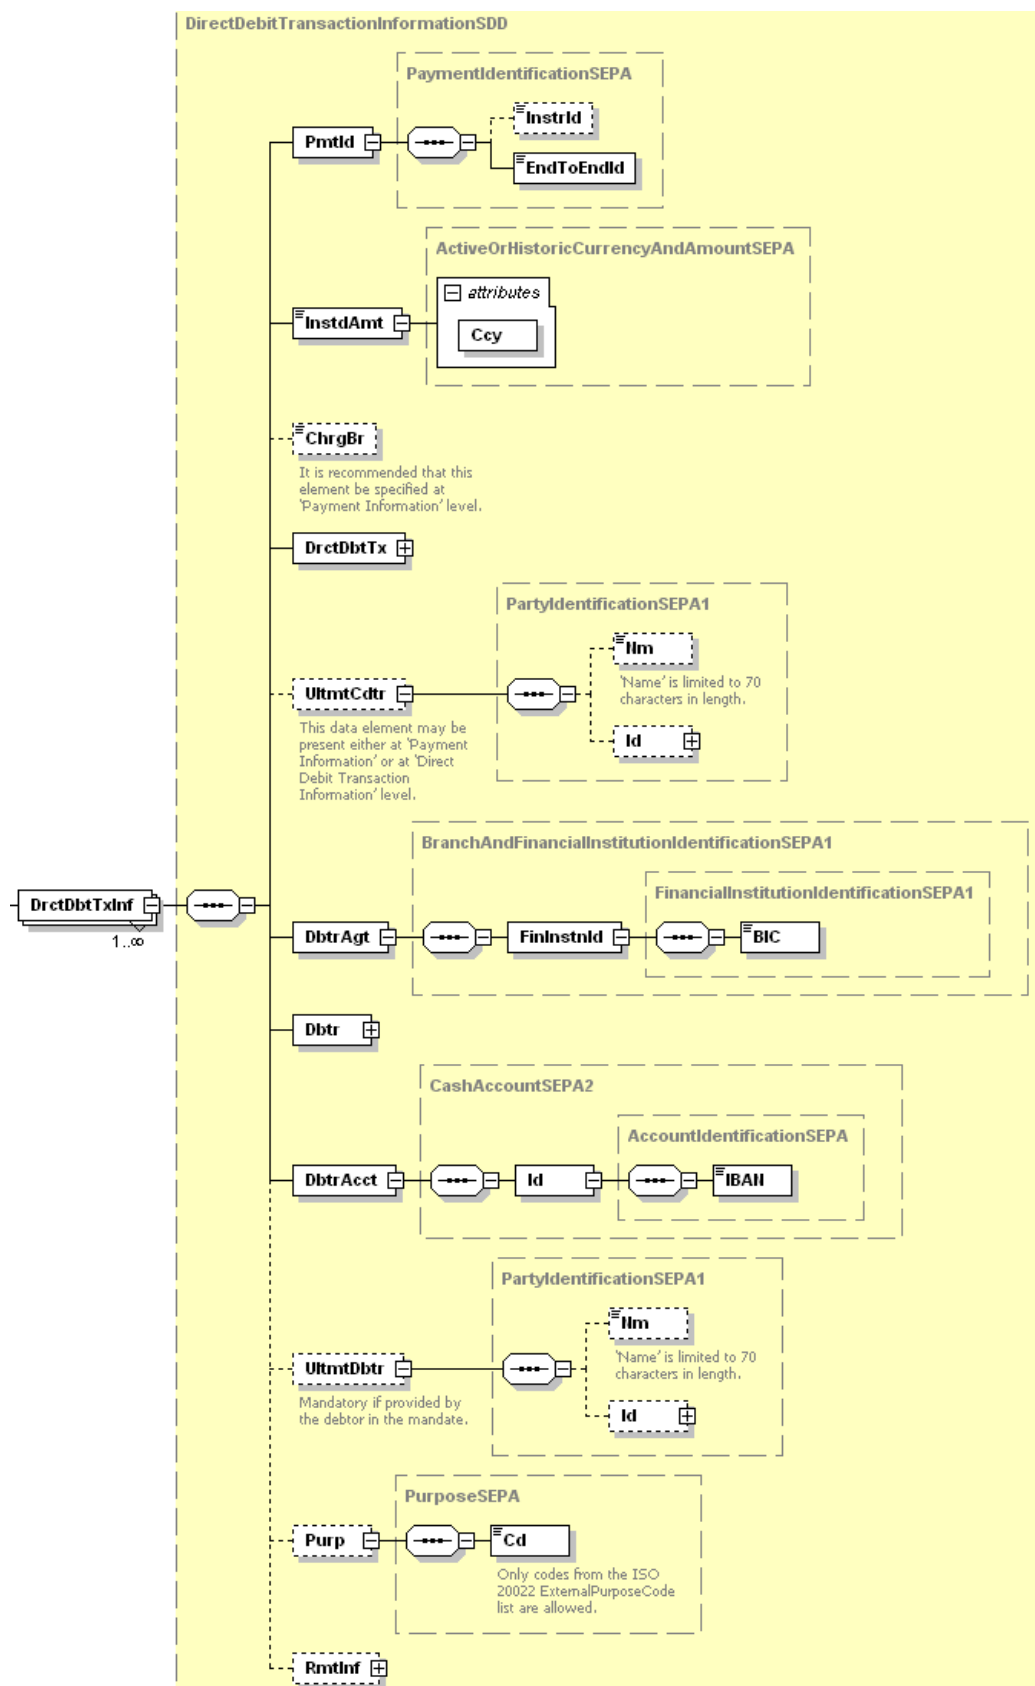 DirectDebitTransactionInformationSDD
PaymentIdentificationSEPA
InstrId
PmtId
EndToEndId
ActiveOrHistoricCurrencyAndAmountSEPA
attributes
InstdAmt
Ccy
ChrgBr
It is recommended that this
element be specified at
'Payment Information' level.
DrctDbtTx
PartyIdentificationSEPA1
Nm
'Name' is limited to 70
characters in length.
UltmtCdtr
This data element may be
present either at 'Payment
Information' or at 'Direct
Debit Transaction
Information' level.
Id
BranchAndFinancialInstitutionIdentificationSEPA1
FinancialInstitutionIdentificationSEPA1
DrctDbtTxInf
1..∞
DbtrAgt
FinInstnId
BIC
Dbtr
CashAccountSEPA2
AccountIdentificationSEPA
DbtrAcct
Id
IBAN
PartyIdentificationSEPA1
Nm
'Name' is limited to 70
characters in length.
UltmtDbtr
Mandatory if provided by
the debtor in the mandate.
Id
PurposeSEPA
Purp
Cd
Only codes from the ISO
20022 ExternalPurposeCode
list are allowed.
RmtInf